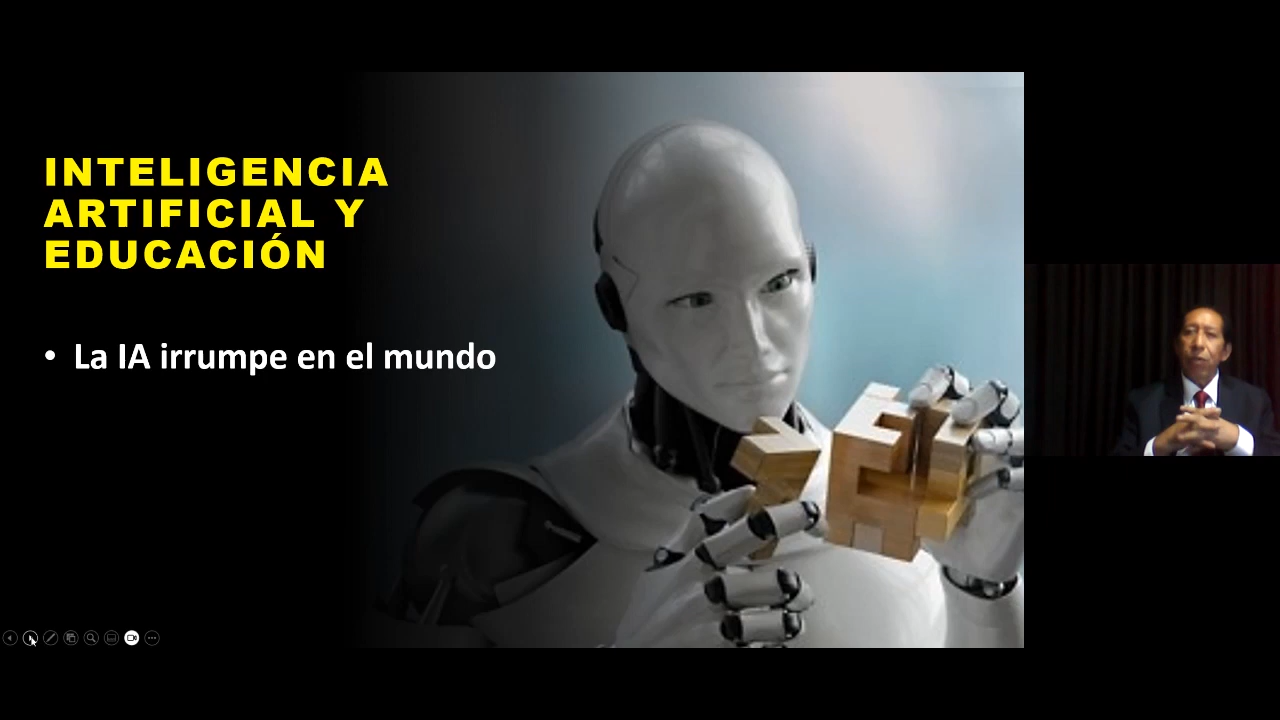 INTELIGENCIA
ARTIFICIAL Y
EDUCACIÓN
• La IA irrumpe en el mundo